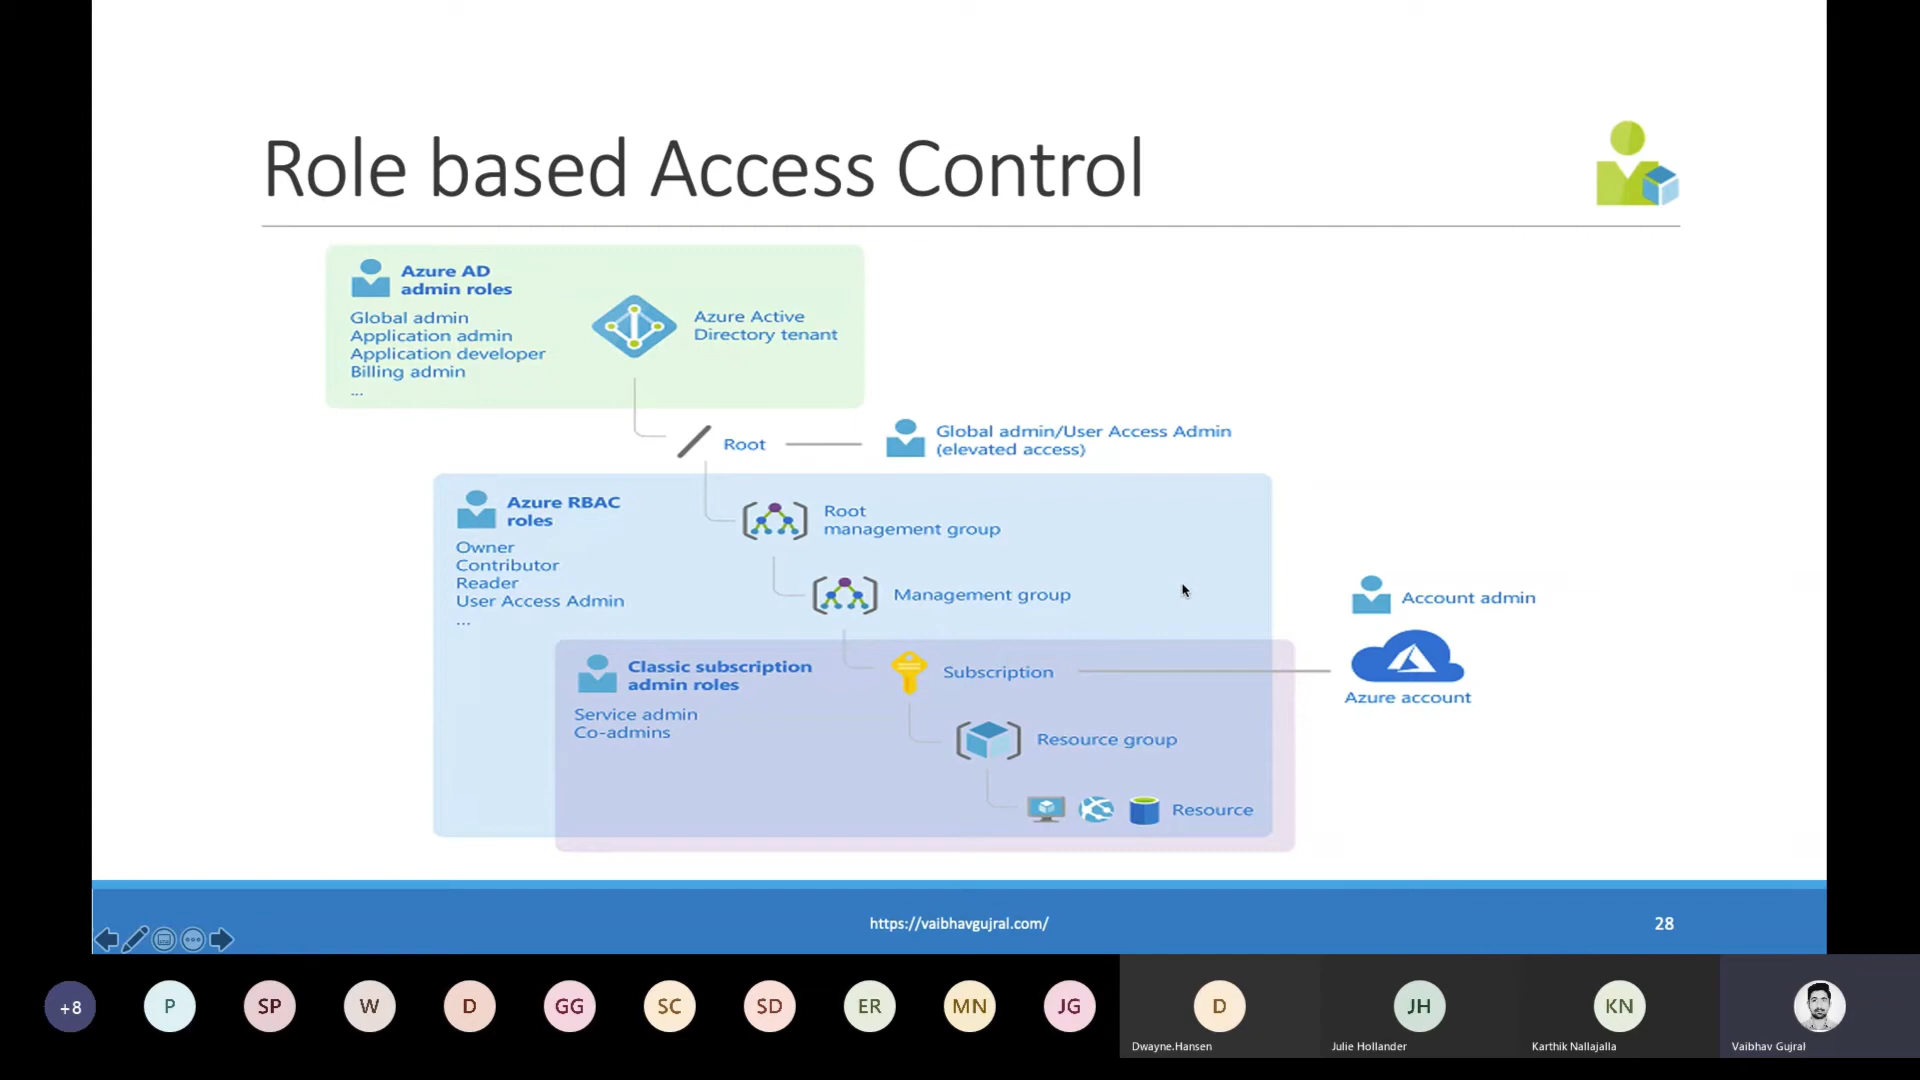 Role based Access Control
Azure AD
admin roles
Global admin
Application admin
Application developer
Billing admin
...
Azure Active
Directory tenant
Root
Global admin/User Access Admin
(elevated access)
Azure RBAC
roles
Owner
Contributor
Reader
User Access Admin
...
Root
management group
Management group
Account admin
Classic subscription
admin roles
Service admin
Co-admins
Subscription
Azure account
Resource group
Resource
https://vaibhavgujral.com/
28
+8
P
SP
W
D
GG
SC
SD
ER
MN
JG
D
JH
KN
Dwayne.Hansen
Julie Hollander
Karthik Nallajalla
Vaibhav Gujral